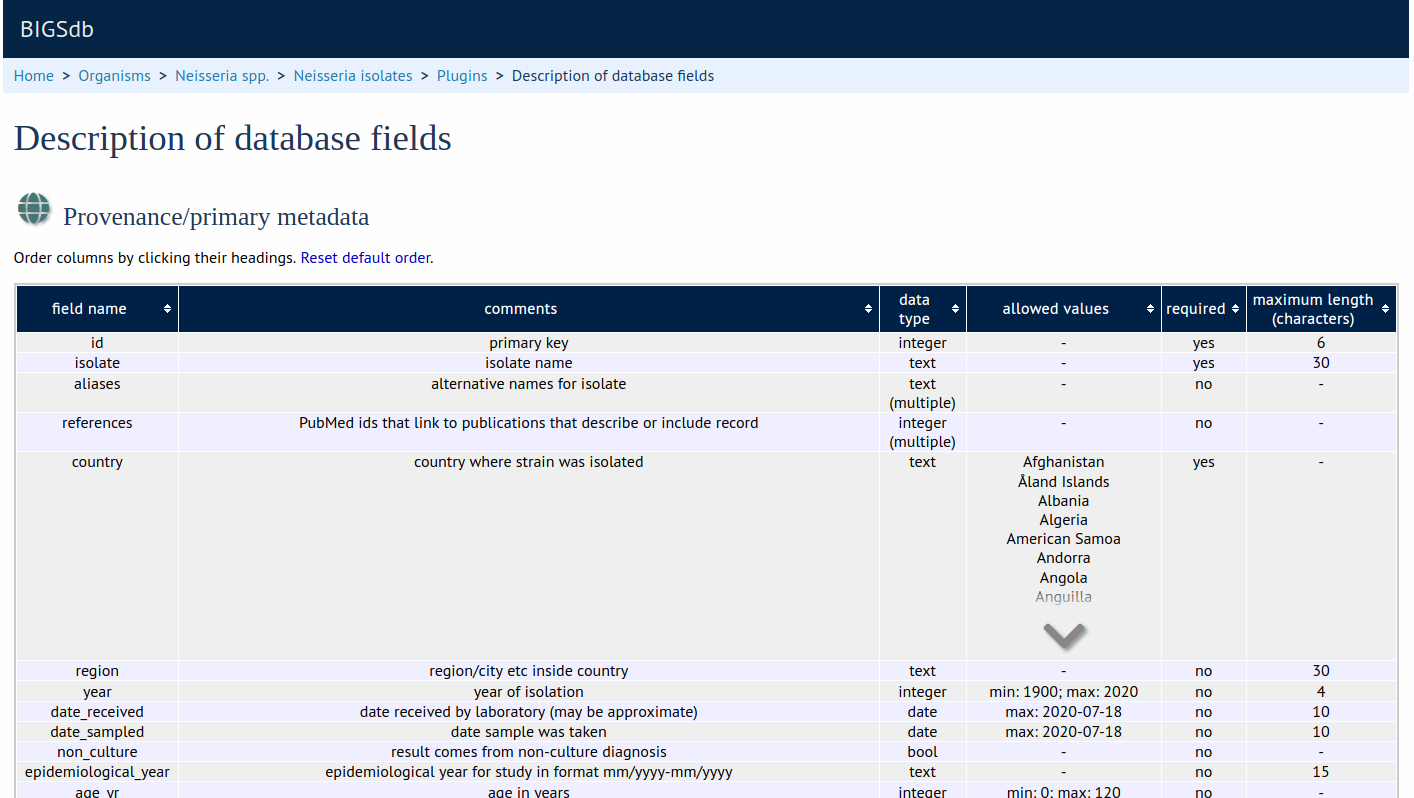 BIGSdb
Home > Organisms > Neisseria spp. > Neisseria isolates > Plugins > Description of database fields
Description of database fields
Provenance/primary metadata
Order columns by clicking their headings. Reset default order.
field name comments data type allowed values required maximum length (characters)
id primary key integer - yes 6
isolate isolate name text - yes 30
aliases alternative names for isolate text (multiple) - no -
references PubMed ids that link to publications that describe or include record integer (multiple) - no -
country country where strain was isolated text Afghanistan yes -
Åland Islands
Albania
Algeria
American Samoa
Andorra
Angola
Anguilla
region region/city etc inside country text - no 30
year year of isolation integer min: 1900; max: 2020 no 4
date_received date received by laboratory (may be approximate) date max: 2020-07-18 no 10
date_sampled date sample was taken date max: 2020-07-18 no 10
non_culture result comes from non-culture diagnosis bool - no -
epidemiological_year epidemiological year for study in format mm/yyyy-mm/yyyy text - no 15
age_yr age in years integer min: 0; max: 120 no -